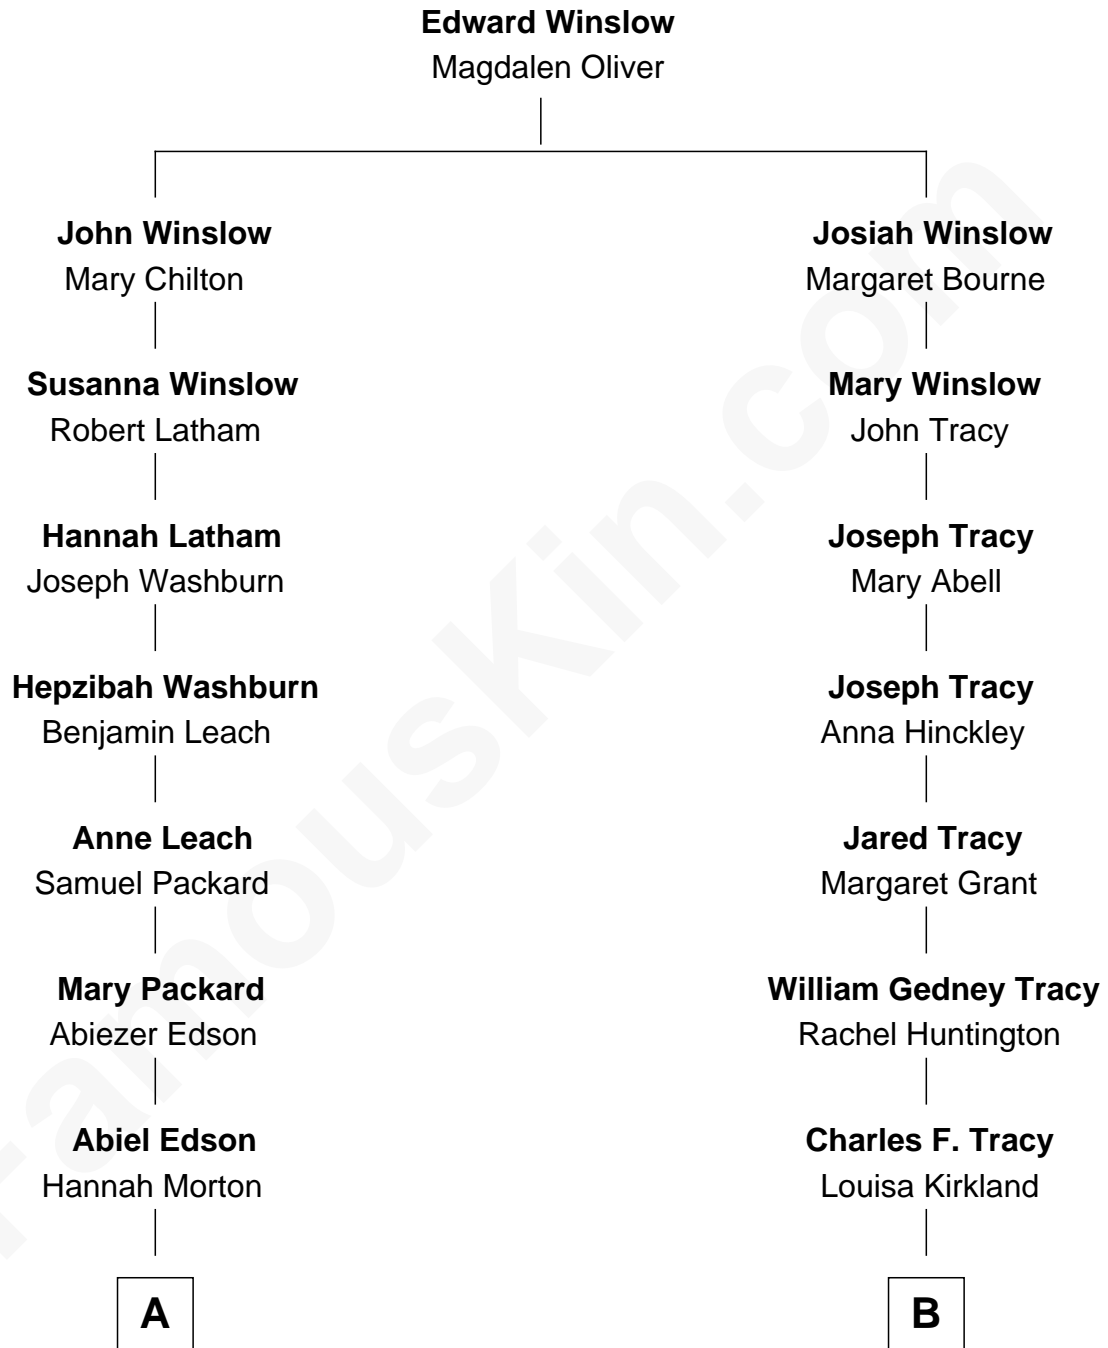 Edward Winslow
Magdalen Oliver
John Winslow
Mary Chilton
Josiah Winslow
Margaret Bourne
Susanna Winslow
Robert Latham
Mary Winslow
John Tracy
Hannah Latham
Joseph Washburn
Joseph Tracy
Mary Abell
Hepzibah Washburn
Benjamin Leach
Joseph Tracy
Anna Hinckley
Anne Leach
Samuel Packard
Jared Tracy
Margaret Grant
Mary Packard
Abiezer Edson
William Gedney Tracy
Rachel Huntington
Abiel Edson
Hannah Morton
Charles F. Tracy
Louisa Kirkland
A
B
FamousKin.com